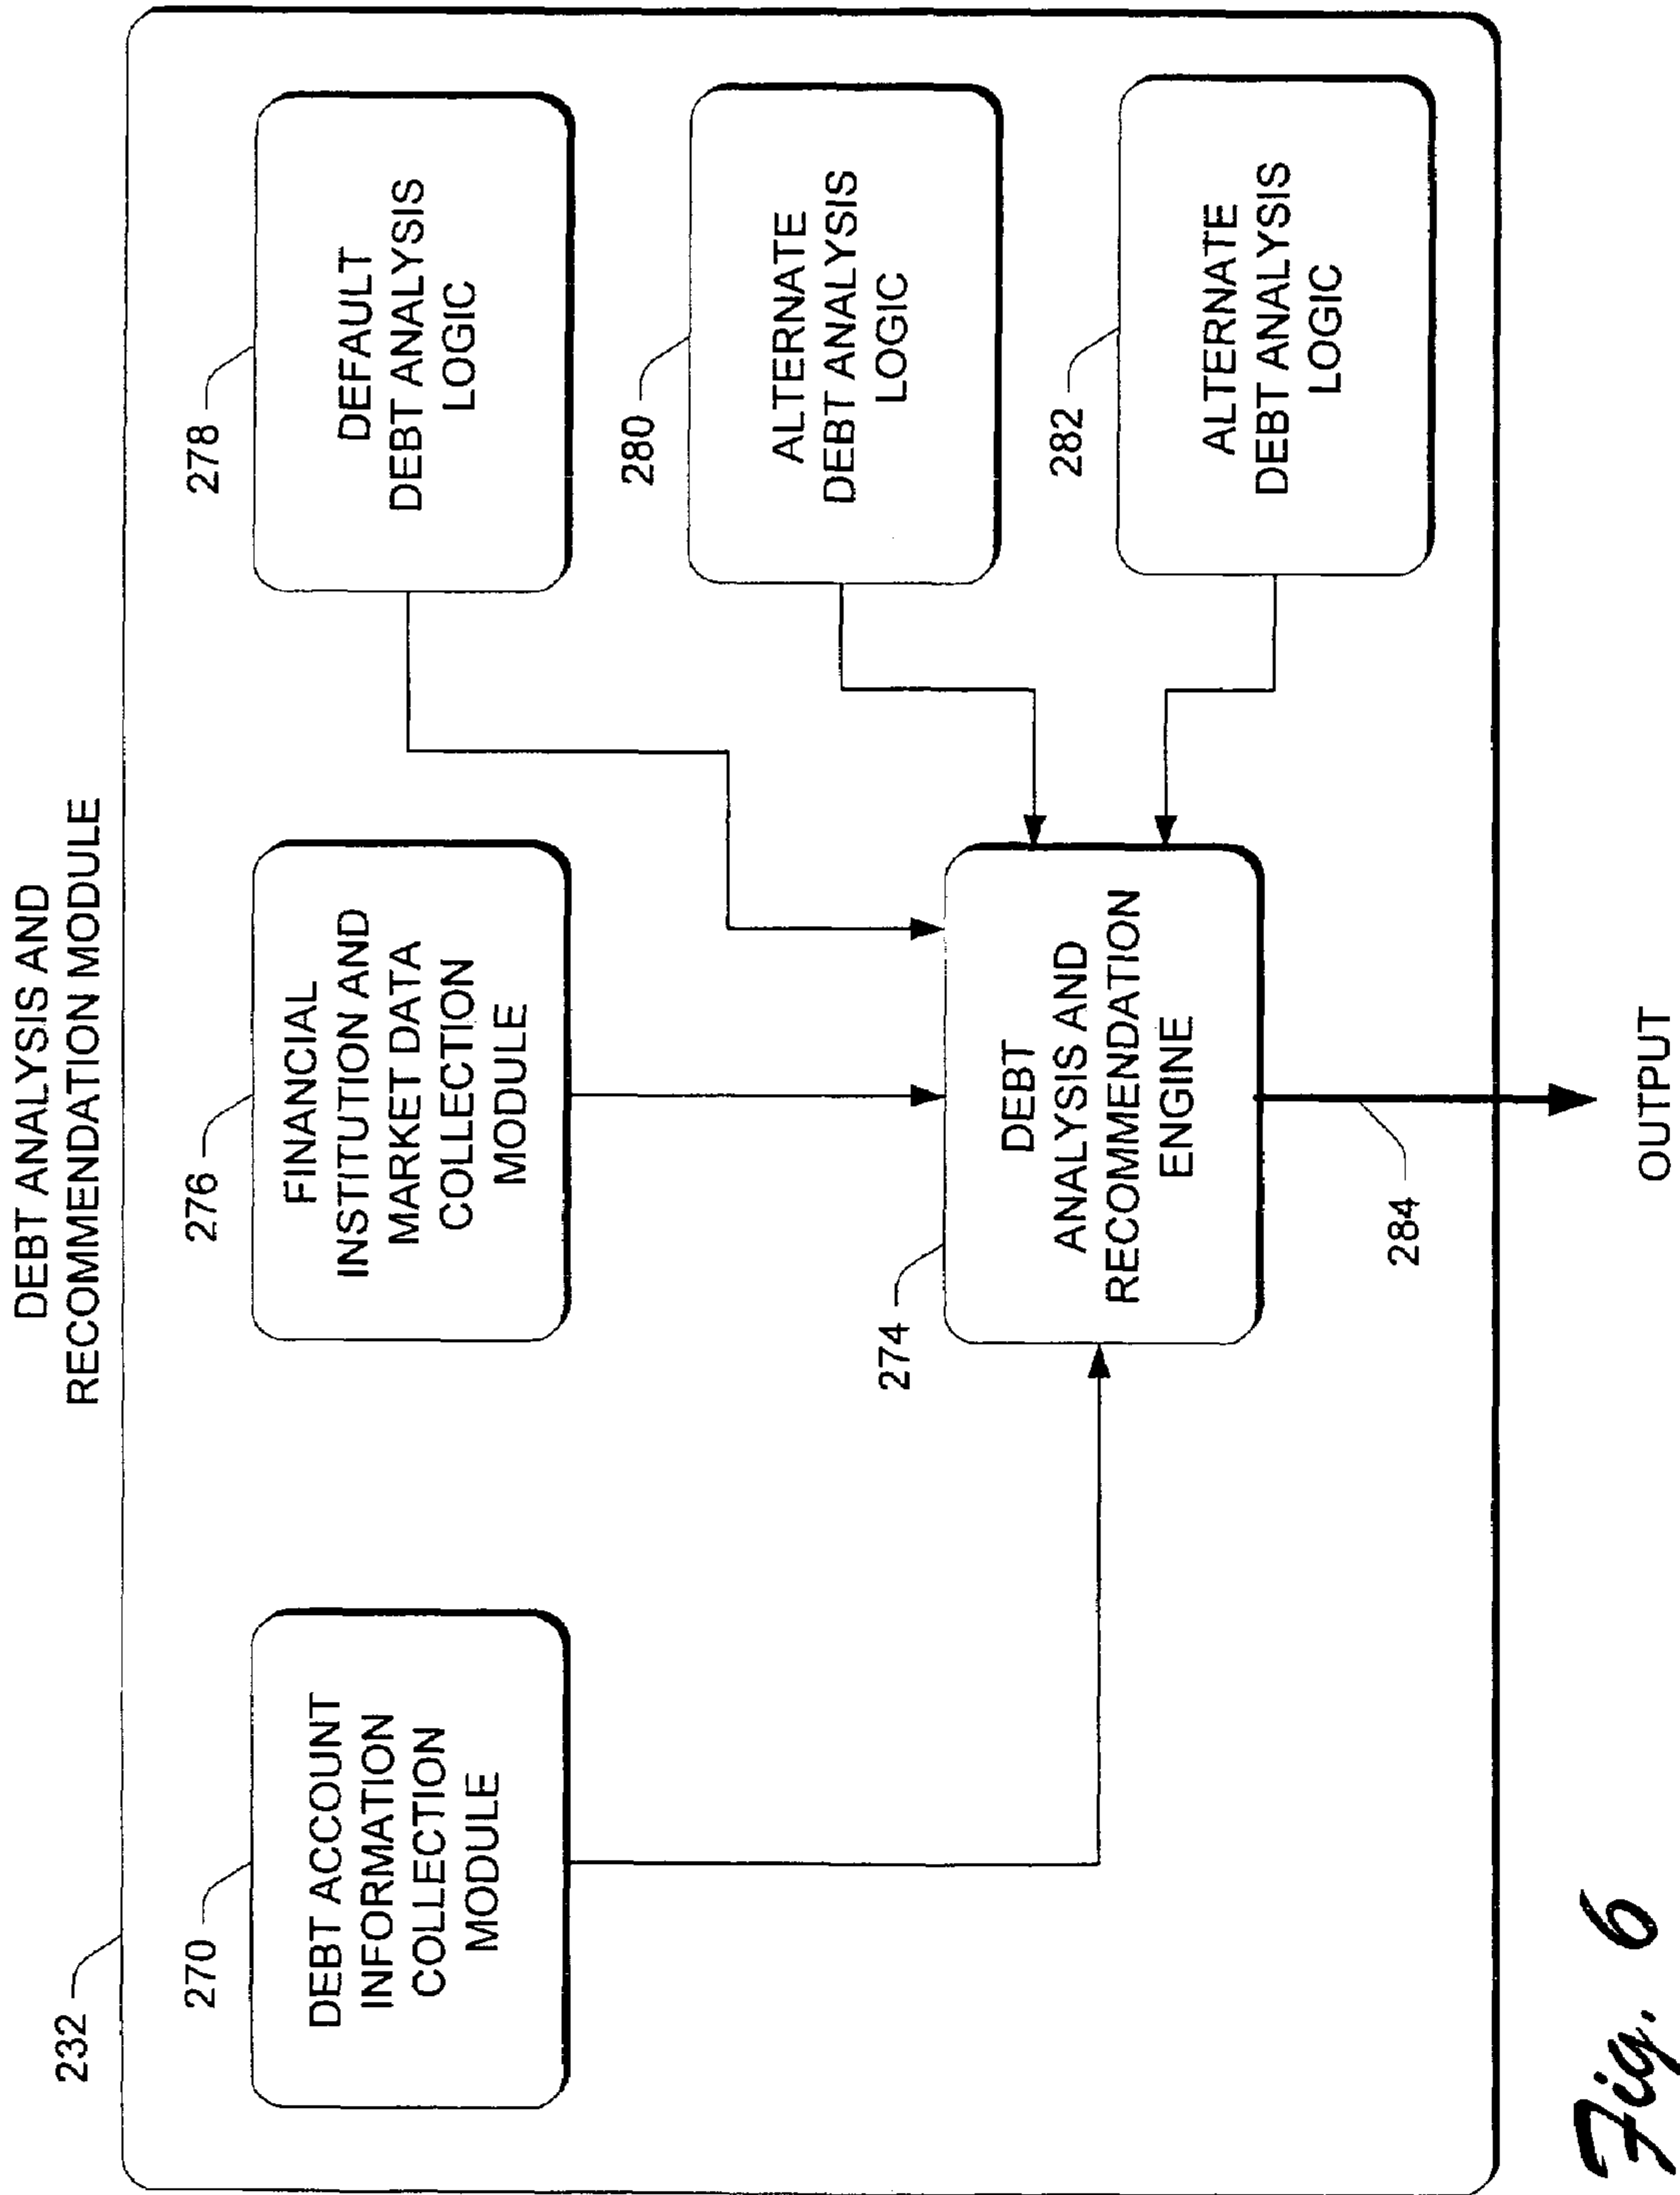 DEBT ANALYSIS AND
RECOMMENDATION MODULE
232
270
DEBT ACCOUNT
INFORMATION
COLLECTION
MODULE
276
FINANCIAL
INSTITUTION AND
MARKET DATA
COLLECTION
MODULE
278
DEFAULT
DEBT ANALYSIS
LOGIC
280
ALTERNATE
DEBT ANALYSIS
LOGIC
282
ALTERNATE
DEBT ANALYSIS
LOGIC
274
DEBT
ANALYSIS AND
RECOMMENDATION
ENGINE
284
OUTPUT
Fig. 6